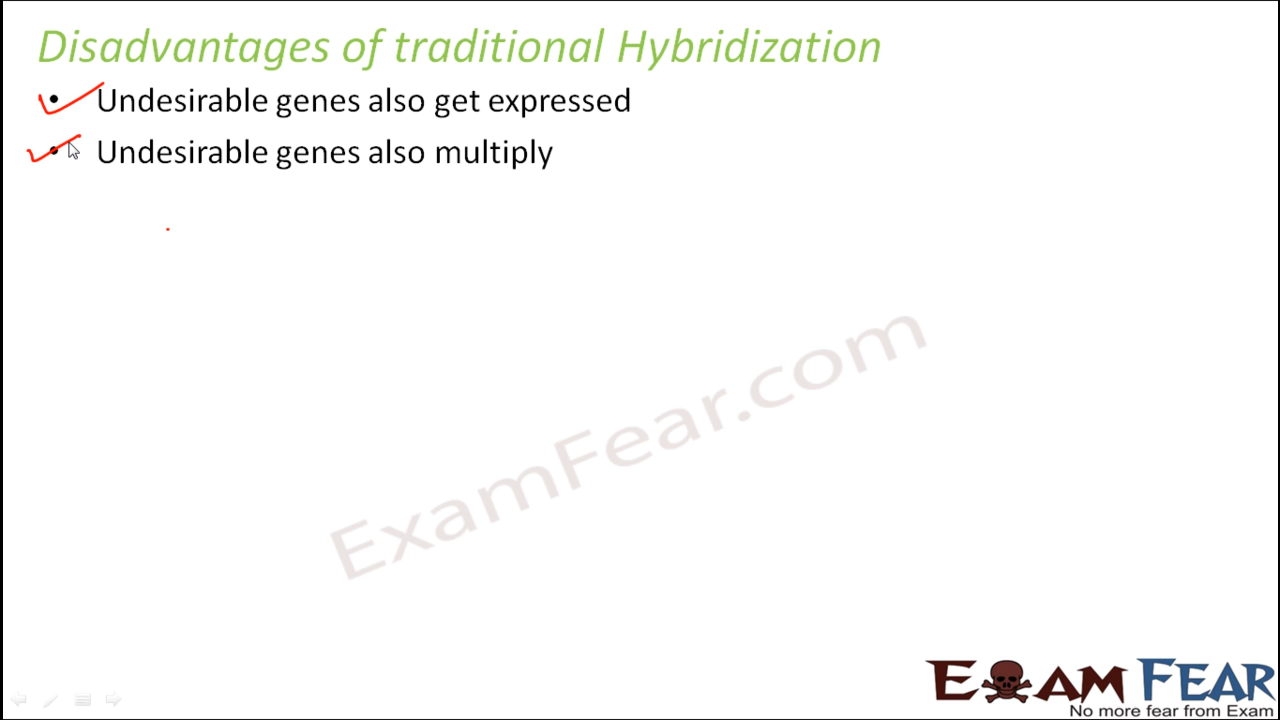 Disadvantages of traditional Hybridization
• Undesirable genes also get expressed
• Undesirable genes also multiply
ExamFear.com
EXAM FEAR
No more fear from Exam